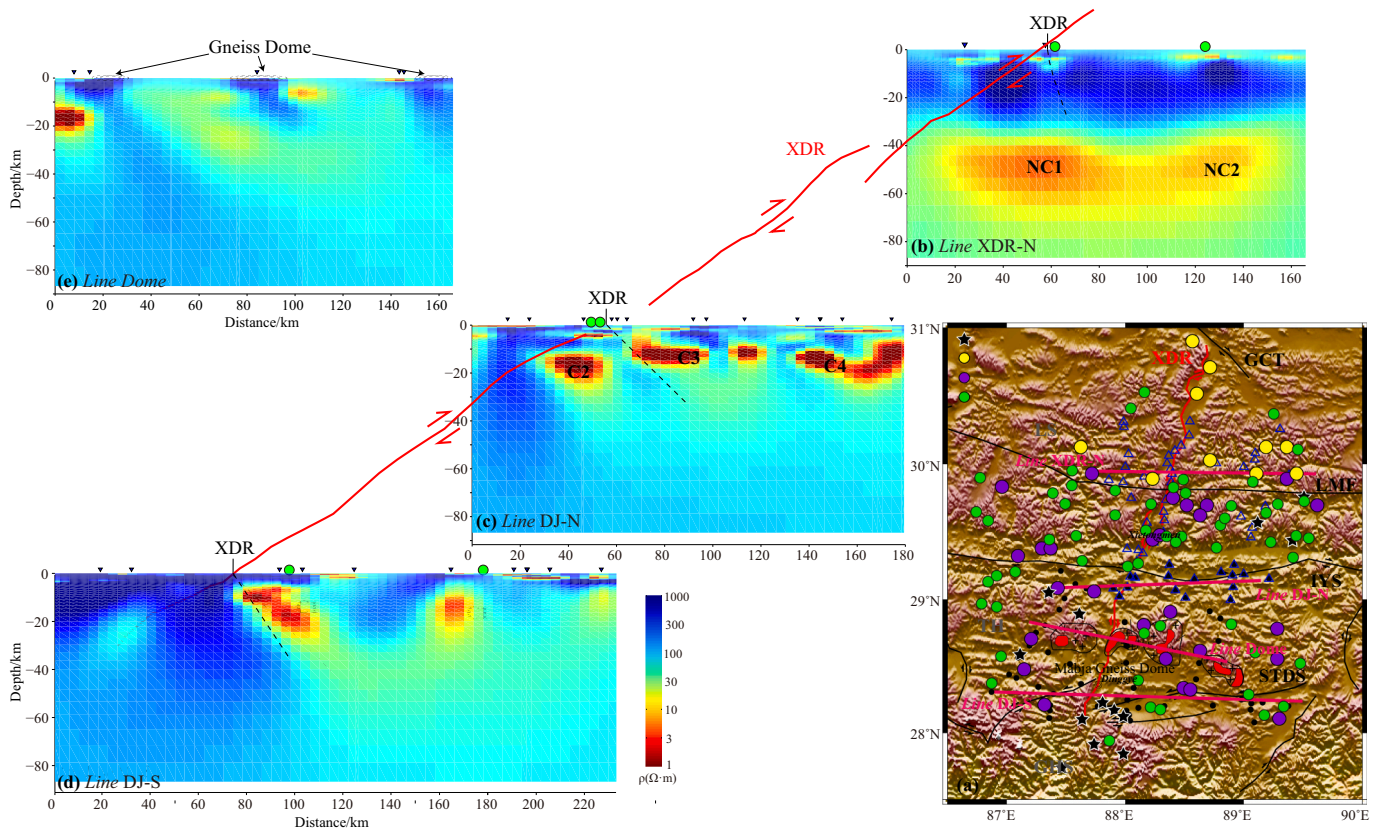 Gneiss Dome
0
−20
−40
−60
−80
Depth/km
(e) Line Dome
0
20
40
60
80
100
120
140
160
Distance/km
XDR
0
-20
-40
-60
-80
Depth/km
NC1
NC2
(b) Line XDR-N
0
20
40
60
80
100
120
140
160
XDR
XDR
0
−20
−40
−60
−80
C2
C3
C4
(c) Line DJ-N
0
20
40
60
80
100
120
140
160
180
XDR
0
−20
−40
−60
−80
Depth/km
(d) Line DJ-S
0
20
40
60
80
100
120
140
160
180
200
220
Distance/km
1000
300
100
30
10
3
1
ρ(Ω·m)
31°N
30°N
29°N
28°N
XDR
GCT
LMF
IYS
Line DJ-N
Mabja Gneiss Dome
Dinggye
STDS
Line DJ-S
(a)
87°E
88°E
89°E
90°E